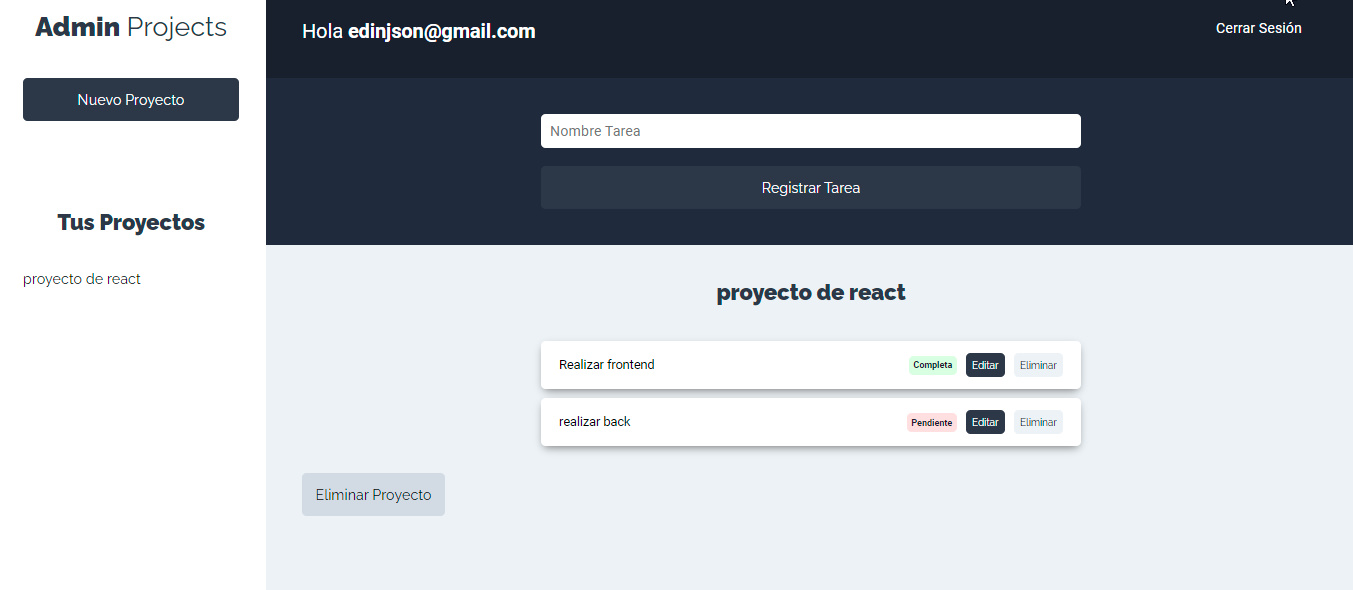 Admin Projects
Nuevo Proyecto
Tus Proyectos
proyecto de react
Hola edinjson@gmail.com
Cerrar Sesión
Nombre Tarea
Registrar Tarea
proyecto de react
Realizar frontend Completa Editar Eliminar
realizar back Pendiente Editar Eliminar
Eliminar Proyecto